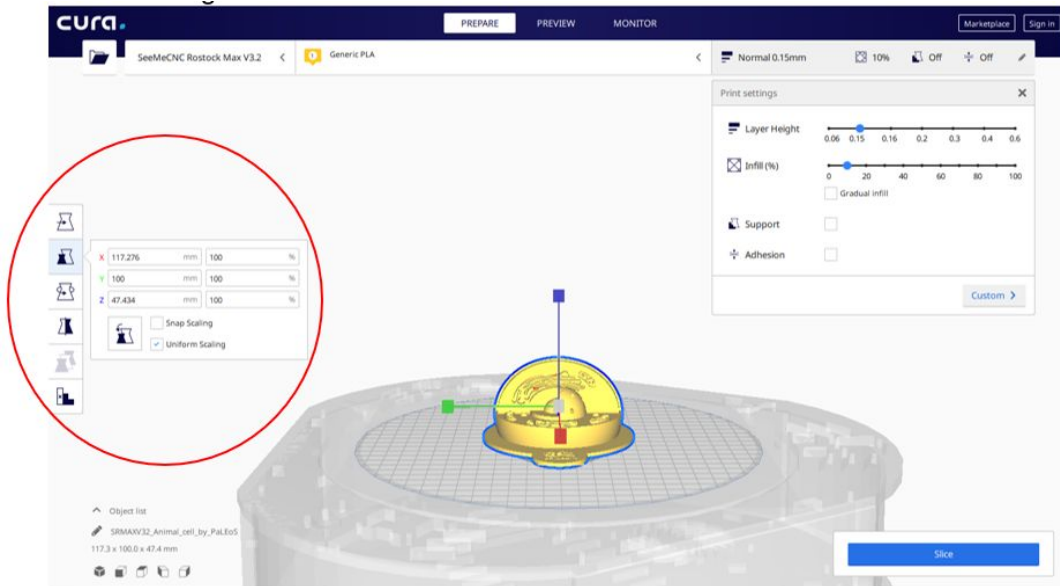 cura.
PREPARE PREVIEW MONITOR
Marketplace Sign in
SeeMeCNC Rostock Max V3.2
1 Generic PLA
Normal 0.15mm 10% Off Off
Print settings
Layer Height
0.06 0.15 0.16 0.2 0.3 0.4 0.6
Infill (%)
0 20 40 60 80 100
Gradual infill
Support
Adhesion
Custom
X 117.276 mm 100 %
Y 100 mm 100 %
Z 47.434 mm 100 %
Snap Scaling
Uniform Scaling
Object list
SRMAXV32_Animal_cell_by_PaLEoS
117.3 x 100.0 x 47.4 mm
Slice